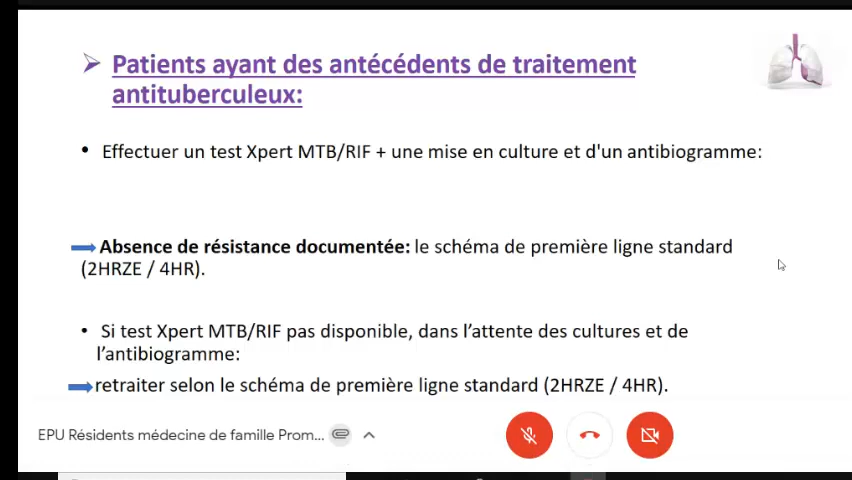 Patients ayant des antécédents de traitement
antituberculeux:
Effectuer un test Xpert MTB/RIF + une mise en culture et d'un antibiogramme:
Absence de résistance documentée: le schéma de première ligne standard
(2HRZE / 4HR).
Si test Xpert MTB/RIF pas disponible, dans l’attente des cultures et de
l’antibiogramme:
retraiter selon le schéma de première ligne standard (2HRZE / 4HR).
EPU Résidents médecine de famille Prom...